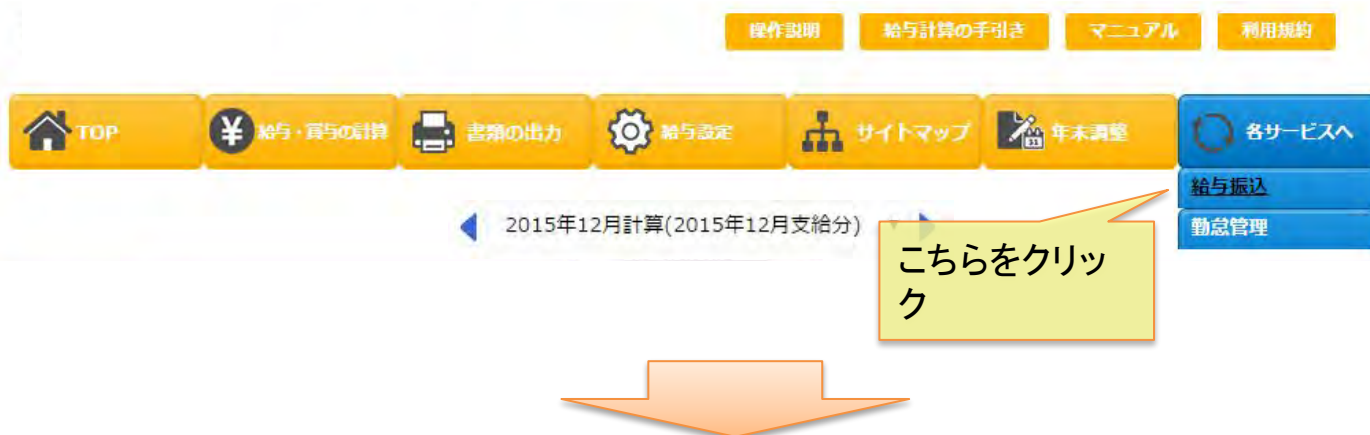 操作説明 給与計算の手引き マニュアル 利用規約
TOP 給与・賞与の計算 書類の出力 給与設定 サイトマップ 年末調整 各サービスへ
給与振込
2015年12月計算(2015年12月支給分)
勤怠管理
こちらをクリッ
ク